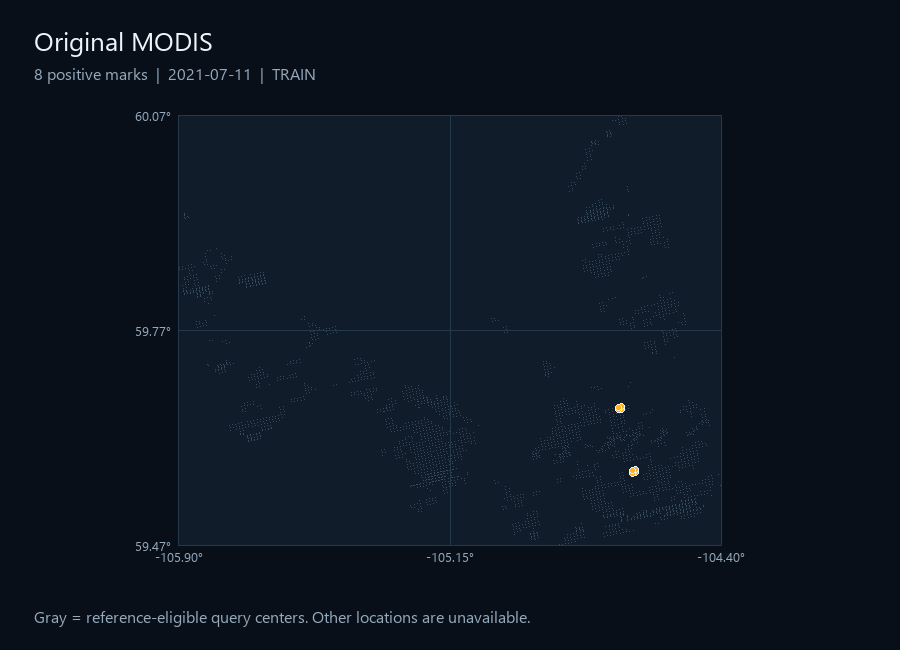 Original MODIS
8 positive marks | 2021-07-11 | TRAIN
60.07°
59.77°
59.47°
-105.90°
-105.15°
-104.40°
Gray = reference-eligible query centers. Other locations are unavailable.